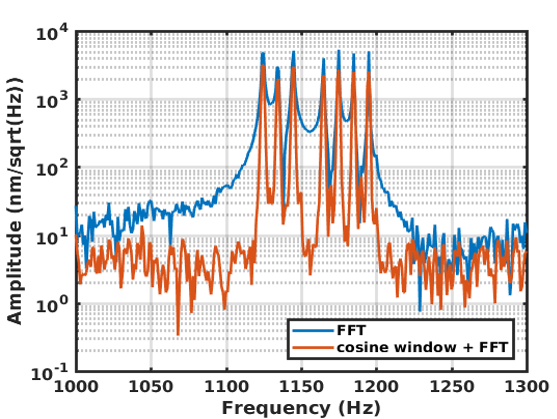 10^4
10^3
10^2
10^1
10^0
10^-1
Amplitude (nm/sqrt(Hz))
FFT
cosine window + FFT
1000 1050 1100 1150 1200 1250 1300
Frequency (Hz)